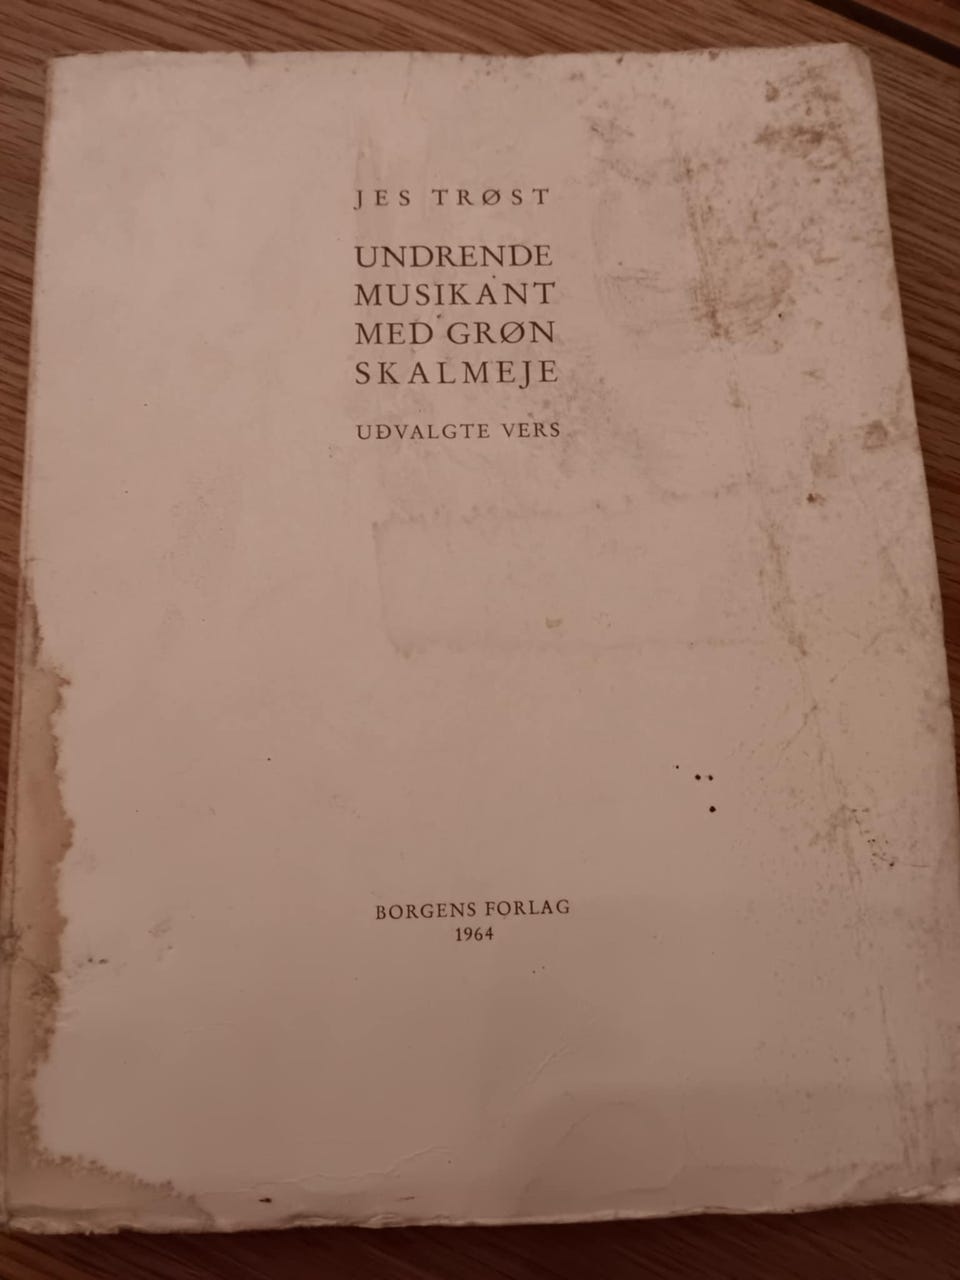 JES TRØST
UNDRENDE
MUSIKANT
MED GRØN
SKALMEJE
UDVALGTE VERS
BORGENS FORLAG
1964